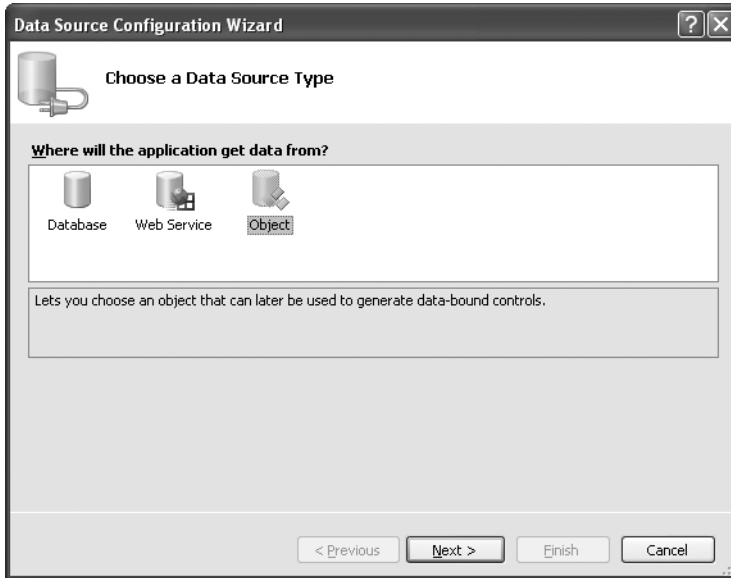 Data Source Configuration Wizard
Choose a Data Source Type
Where will the application get data from?
Database Web Service Object
Lets you choose an object that can later be used to generate data-bound controls.
< Previous Next > Finish Cancel